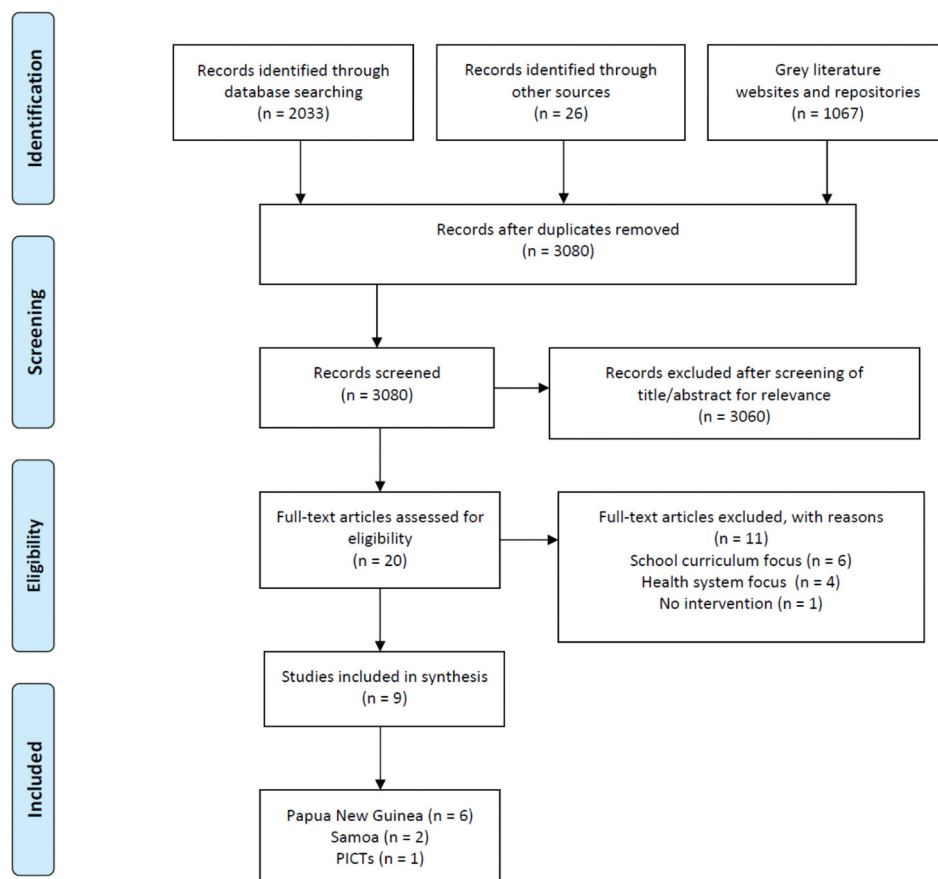 Identification
Records identified through
database searching
(n = 2033)
Records identified through
other sources
(n = 26)
Grey literature
websites and repositories
(n = 1067)
Records after duplicates removed
(n = 3080)
Screening
Records screened
(n = 3080)
Records excluded after screening of
title/abstract for relevance
(n = 3060)
Eligibility
Full-text articles assessed for
eligibility
(n = 20)
Full-text articles excluded, with reasons
(n = 11)
School curriculum focus (n = 6)
Health system focus (n = 4)
No intervention (n = 1)
Studies included in synthesis
(n = 9)
Included
Papua New Guinea (n = 6)
Samoa (n = 2)
PICTs (n = 1)